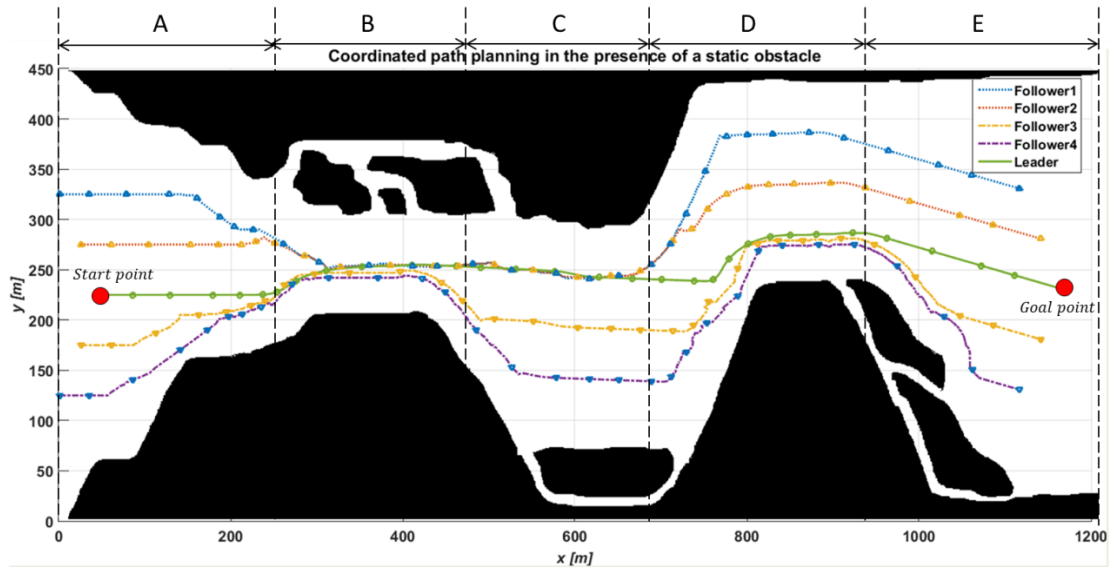 A B C D E
Coordinated path planning in the presence of a static obstacle
450
400
350
300
250
200
150
100
50
0
y [m]
Follower1
Follower2
Follower3
Follower4
Leader
Start point
Goal point
0 200 400 600 800 1000 1200
x [m]